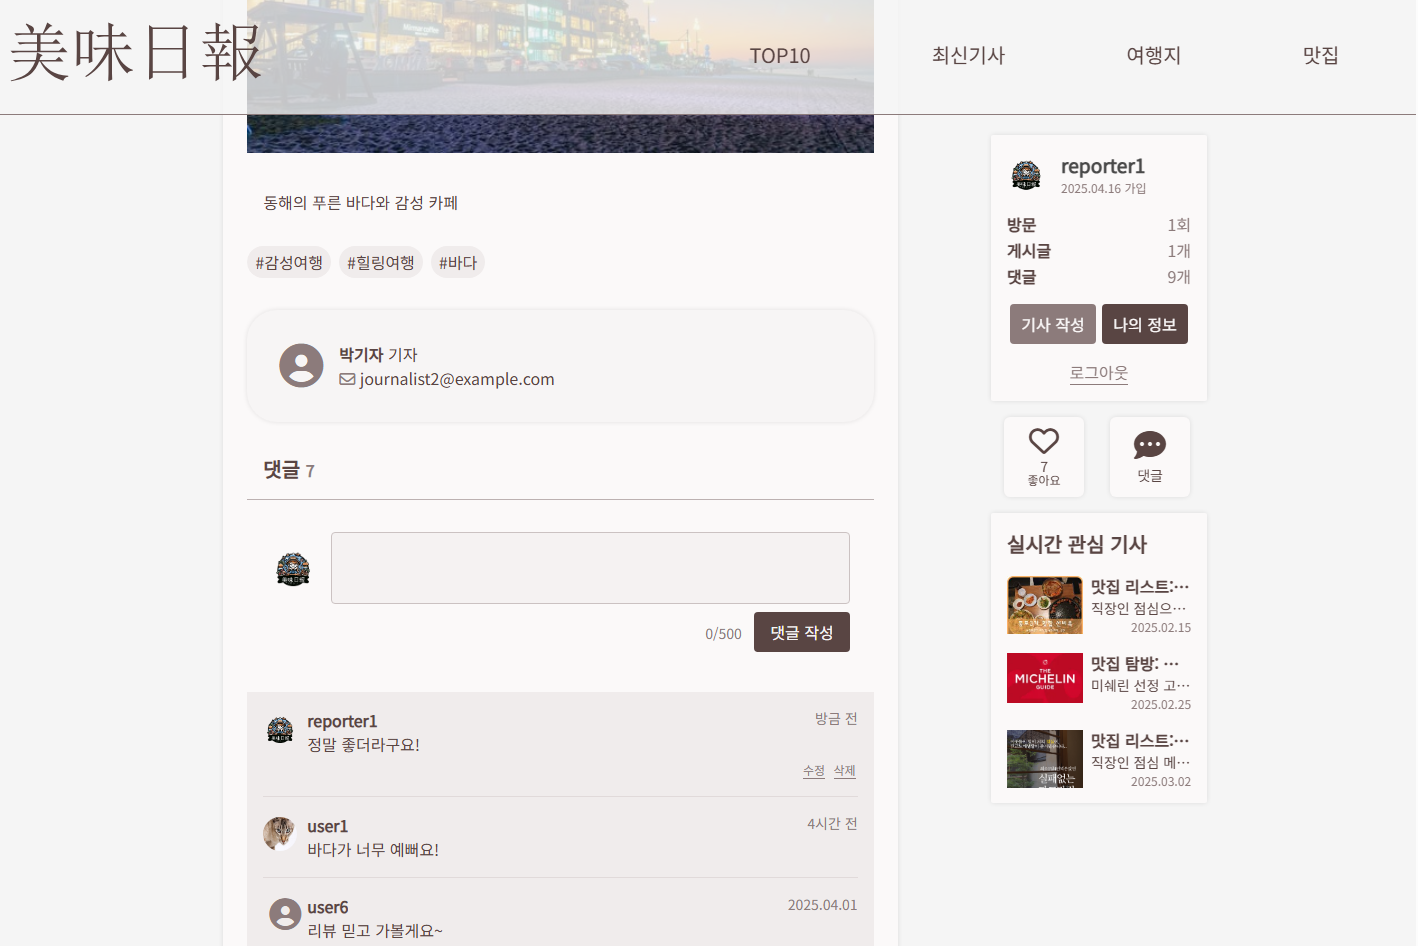 美味日報
TOP10
최신기사
여행지
맛집
동해의 푸른 바다와 감성 카페
#감성여행 #힐링여행 #바다
박기자 기자
journalist2@example.com
댓글 7
0/500
댓글 작성
reporter1
방금 전
정말 좋더라구요!
수정 삭제
user1
4시간 전
바다가 너무 예뻐요!
user6
2025.04.01
리뷰 믿고 가볼게요~
reporter1
2025.04.16 가입
방문 1회
게시글 1개
댓글 9개
기사 작성
나의 정보
로그아웃
7
좋아요
댓글
실시간 관심 기사
맛집 리스트:…
직장인 점심으…
2025.02.15
THE
MICHELIN
GUIDE
맛집 탐방: …
미쉐린 선정 고…
2025.02.25
실패없는
맛집 리스트:…
직장인 점심 메…
2025.03.02